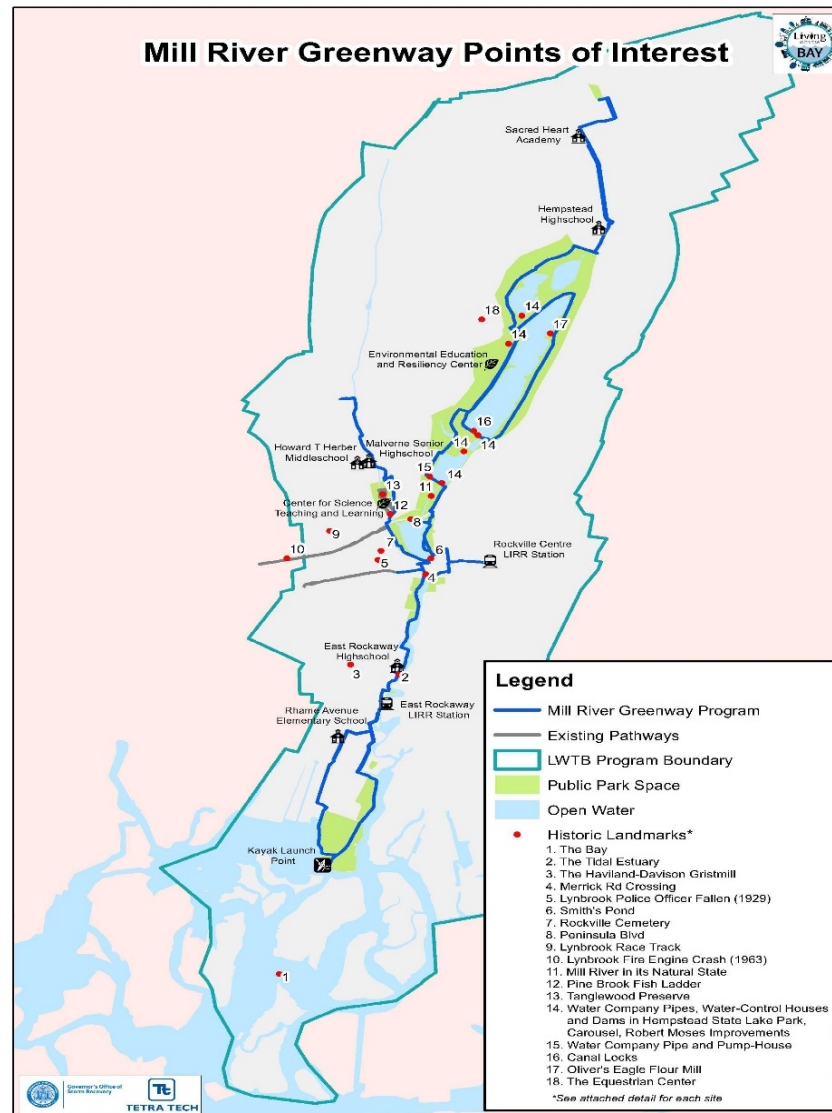 Mill River Greenway Points of Interest
Living
with the
BAY
Sacred Heart
Academy
Hempstead
Highschool
18
14
17
14
Environmental Education
and Resiliency Center
16
14
14
Howard T Herber
Middleschool
Malverne Senior
Highschool
15
14
11
13
Center for Science
Teaching and Learning
12
8
9
10
7
5
6
Rockville Centre
LIRR Station
4
East Rockaway
Highschool
3
2
East Rockaway
LIRR Station
Rhame Avenue
Elementary School
Kayak Launch
Point
1
Legend
Mill River Greenway Program
Existing Pathways
LWTB Program Boundary
Public Park Space
Open Water
Historic Landmarks*
1. The Bay
2. The Tidal Estuary
3. The Haviland-Davison Gristmill
4. Merrick Rd Crossing
5. Lynbrook Police Officer Fallen (1929)
6. Smith's Pond
7. Rockville Cemetery
8. Peninsula Blvd
9. Lynbrook Race Track
10. Lynbrook Fire Engine Crash (1963)
11. Mill River in its Natural State
12. Pine Brook Fish Ladder
13. Tanglewood Preserve
14. Water Company Pipes, Water-Control Houses
and Dams in Hempstead State Lake Park,
Carousel, Robert Moses Improvements
15. Water Company Pipe and Pump-House
16. Canal Locks
17. Oliver's Eagle Flour Mill
18. The Equestrian Center
*See attached detail for each site
Governor's Office of
Storm Recovery
TETRA TECH